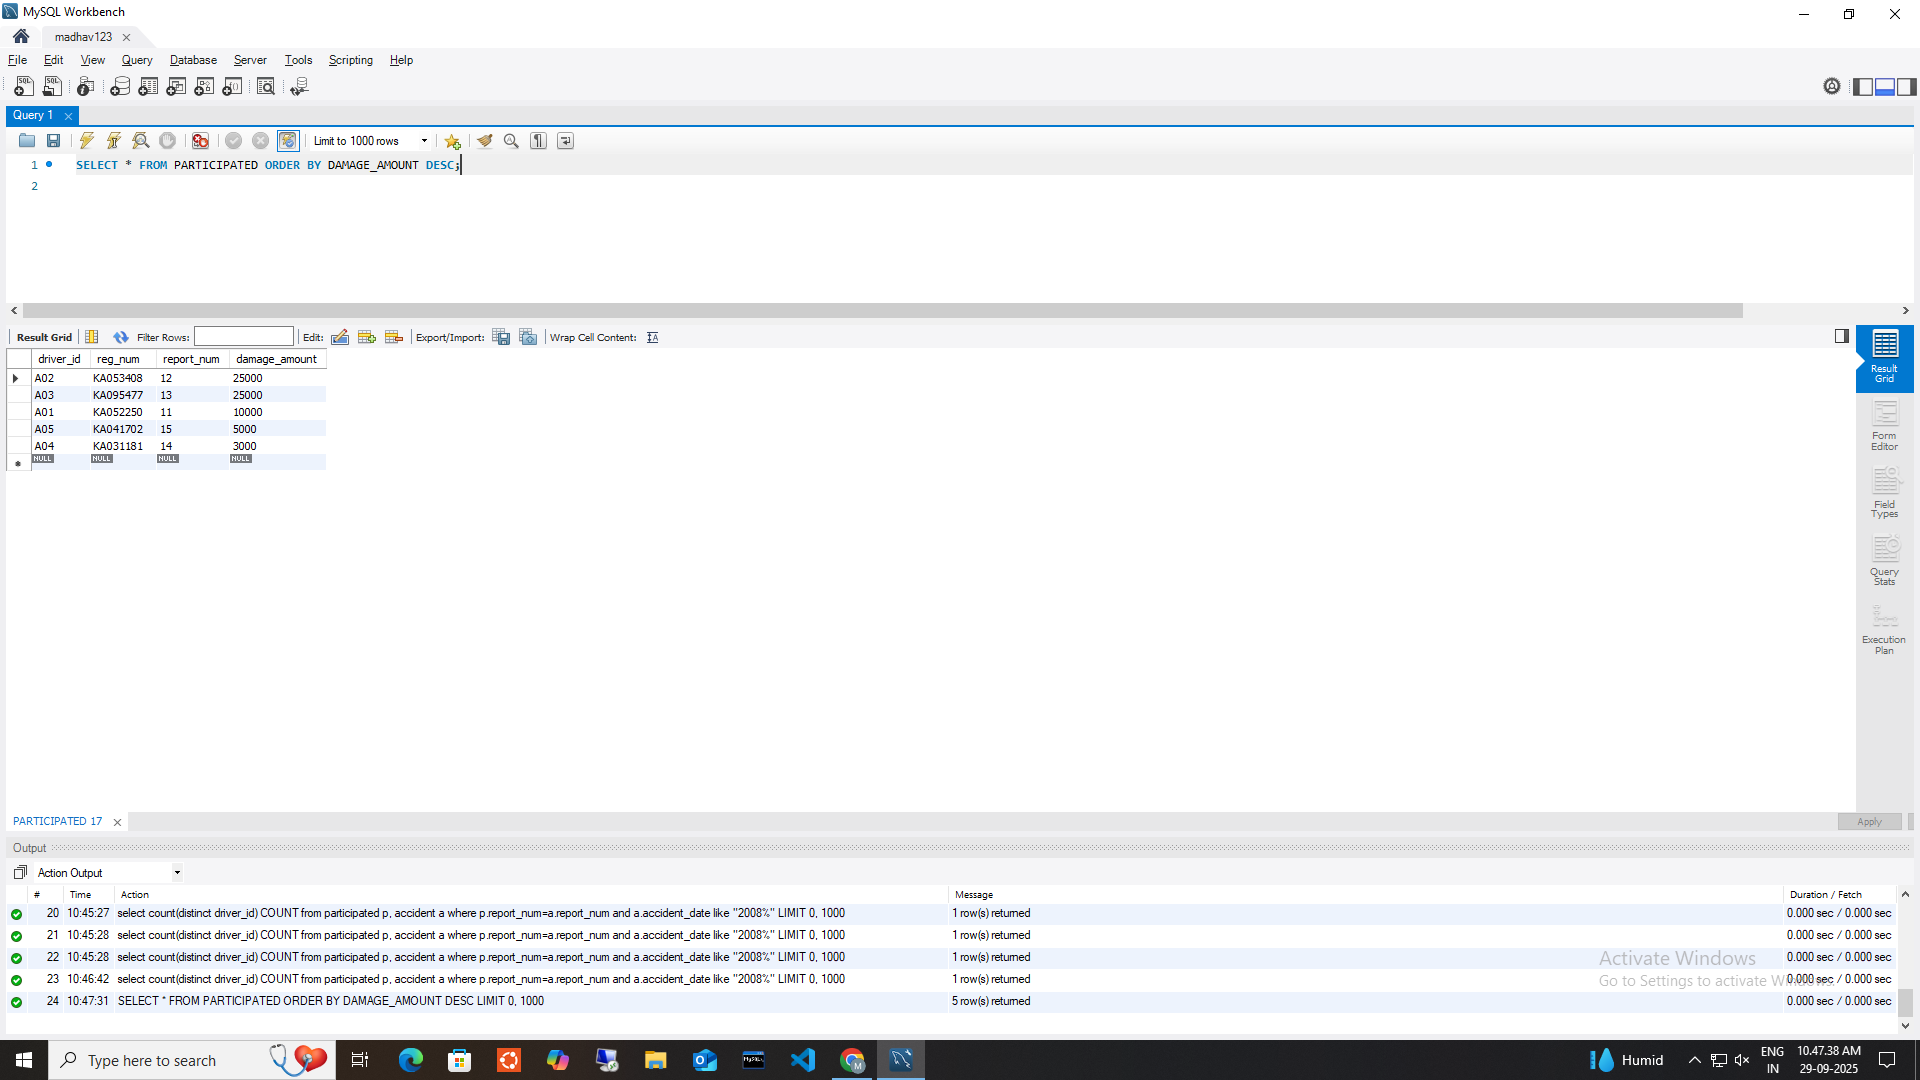 MySQL Workbench
madhav123
File Edit View Query Database Server Tools Scripting Help
Query 1
Limit to 1000 rows
1 SELECT * FROM PARTICIPATED ORDER BY DAMAGE_AMOUNT DESC;
2
Result Grid Filter Rows: Edit: Export/Import: Wrap Cell Content:
driver_id reg_num report_num damage_amount
A02 KA053408 12 25000
A03 KA095477 13 25000
A01 KA052250 11 10000
A05 KA041702 15 5000
A04 KA031181 14 3000
NULL NULL NULL NULL
Result
Grid
Form
Editor
Field
Types
Query
Stats
Execution
Plan
PARTICIPATED 17
Apply
Output
Action Output
# Time Action Message Duration / Fetch
20 10:45:27 select count(distinct driver_id) COUNT from participated p, accident a where p.report_num=a.report_num and a.accident_date like "2008%" LIMIT 0, 1000 1 row(s) returned 0.000 sec / 0.000 sec
21 10:45:28 select count(distinct driver_id) COUNT from participated p, accident a where p.report_num=a.report_num and a.accident_date like "2008%" LIMIT 0, 1000 1 row(s) returned 0.000 sec / 0.000 sec
22 10:45:28 select count(distinct driver_id) COUNT from participated p, accident a where p.report_num=a.report_num and a.accident_date like "2008%" LIMIT 0, 1000 1 row(s) returned 0.000 sec / 0.000 sec
23 10:46:42 select count(distinct driver_id) COUNT from participated p, accident a where p.report_num=a.report_num and a.accident_date like "2008%" LIMIT 0, 1000 1 row(s) returned 0.000 sec / 0.000 sec
24 10:47:31 SELECT * FROM PARTICIPATED ORDER BY DAMAGE_AMOUNT DESC LIMIT 0, 1000 5 row(s) returned 0.000 sec / 0.000 sec
Activate Windows
Go to Settings to activate Windows.
Type here to search
Humid
ENG
IN
10.47.38 AM
29-09-2025